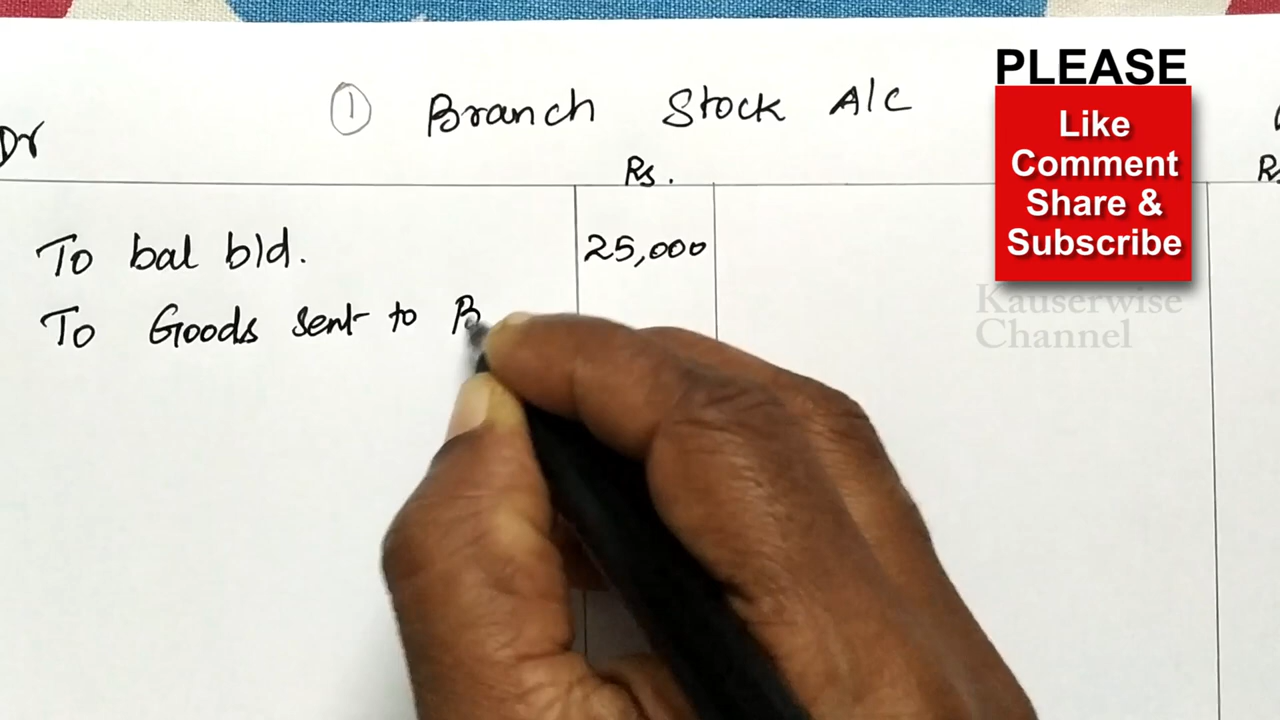 PLEASE
Like
Comment
Share &
Subscribe
① Branch Stock A/C
Dr
Rs.
Rs
To bal b/d. 25,000
To Goods sent to B
Kauserwise
Channel